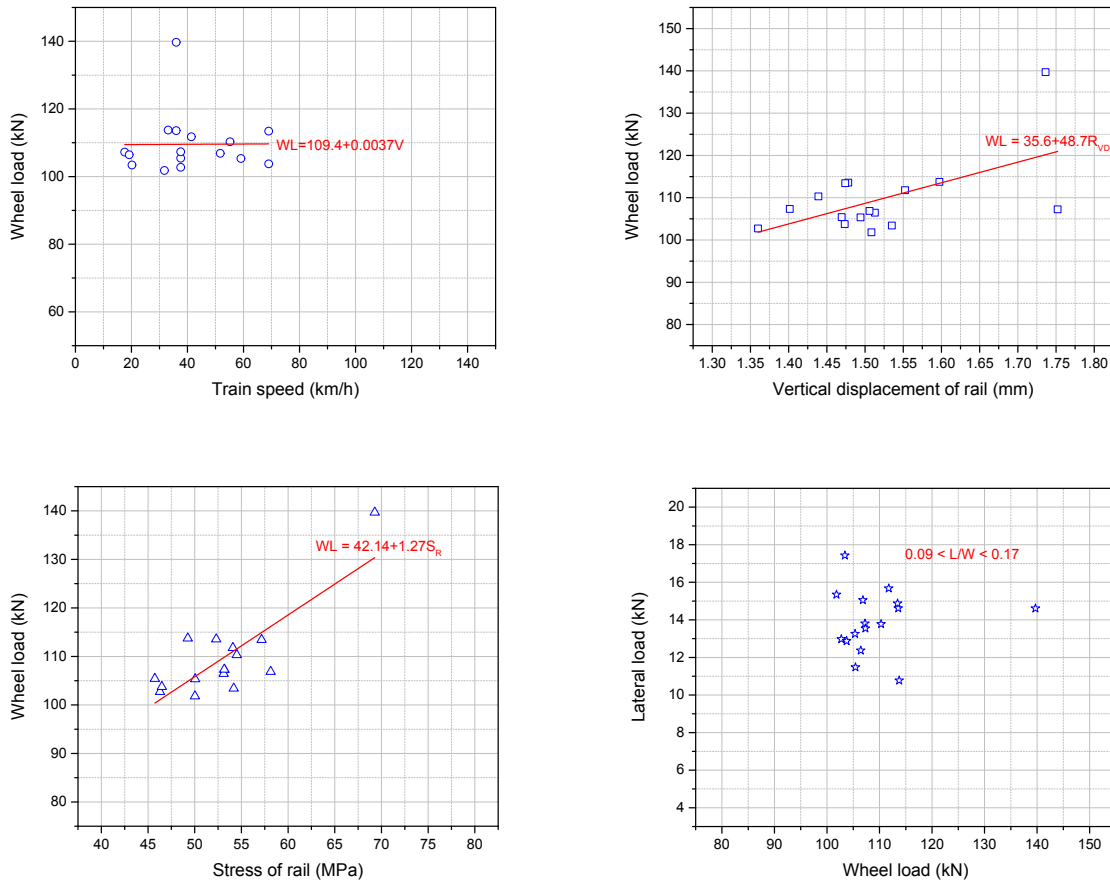 140
120
100
80
60
Wheel load (kN)
WL=109.4+0.0037V
0 20 40 60 80 100 120 140
Train speed (km/h)
150
140
130
120
110
100
90
80
Wheel load (kN)
WL = 35.6+48.7R_VD
1.30 1.35 1.40 1.45 1.50 1.55 1.60 1.65 1.70 1.75 1.80
Vertical displacement of rail (mm)
140
130
120
110
100
90
80
Wheel load (kN)
WL = 42.14+1.27S_R
40 45 50 55 60 65 70 75 80
Stress of rail (MPa)
20
18
16
14
12
10
8
6
4
Lateral load (kN)
0.09 < L/W < 0.17
80 90 100 110 120 130 140 150
Wheel load (kN)